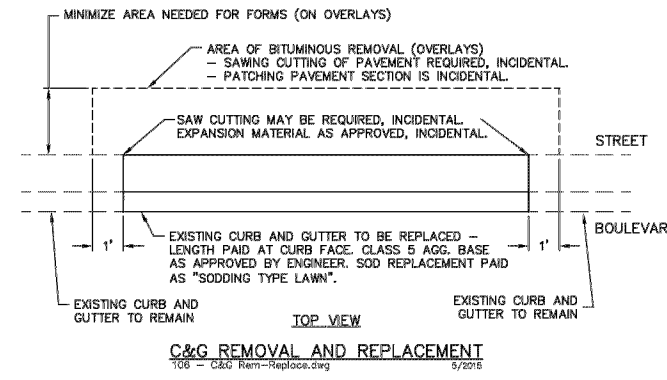 MINIMIZE AREA NEEDED FOR FORMS (ON OVERLAYS)
AREA OF BITUMINOUS REMOVAL (OVERLAYS)
- SAWING CUTTING OF PAVEMENT REQUIRED, INCIDENTAL.
- PATCHING PAVEMENT SECTION IS INCIDENTAL.
SAW CUTTING MAY BE REQUIRED, INCIDENTAL.
EXPANSION MATERIAL AS APPROVED, INCIDENTAL.
STREET
BOULEVAR
EXISTING CURB AND GUTTER TO BE REPLACED -
LENGTH PAID AT CURB FACE. CLASS 5 AGG. BASE
AS APPROVED BY ENGINEER. SOD REPLACEMENT PAID
AS "SODDING TYPE LAWN".
1'
1'
EXISTING CURB AND
GUTTER TO REMAIN
EXISTING CURB AND
GUTTER TO REMAIN
TOP VIEW
C&G REMOVAL AND REPLACEMENT
106 - C&G Rem-Replace.dwg 5/2015